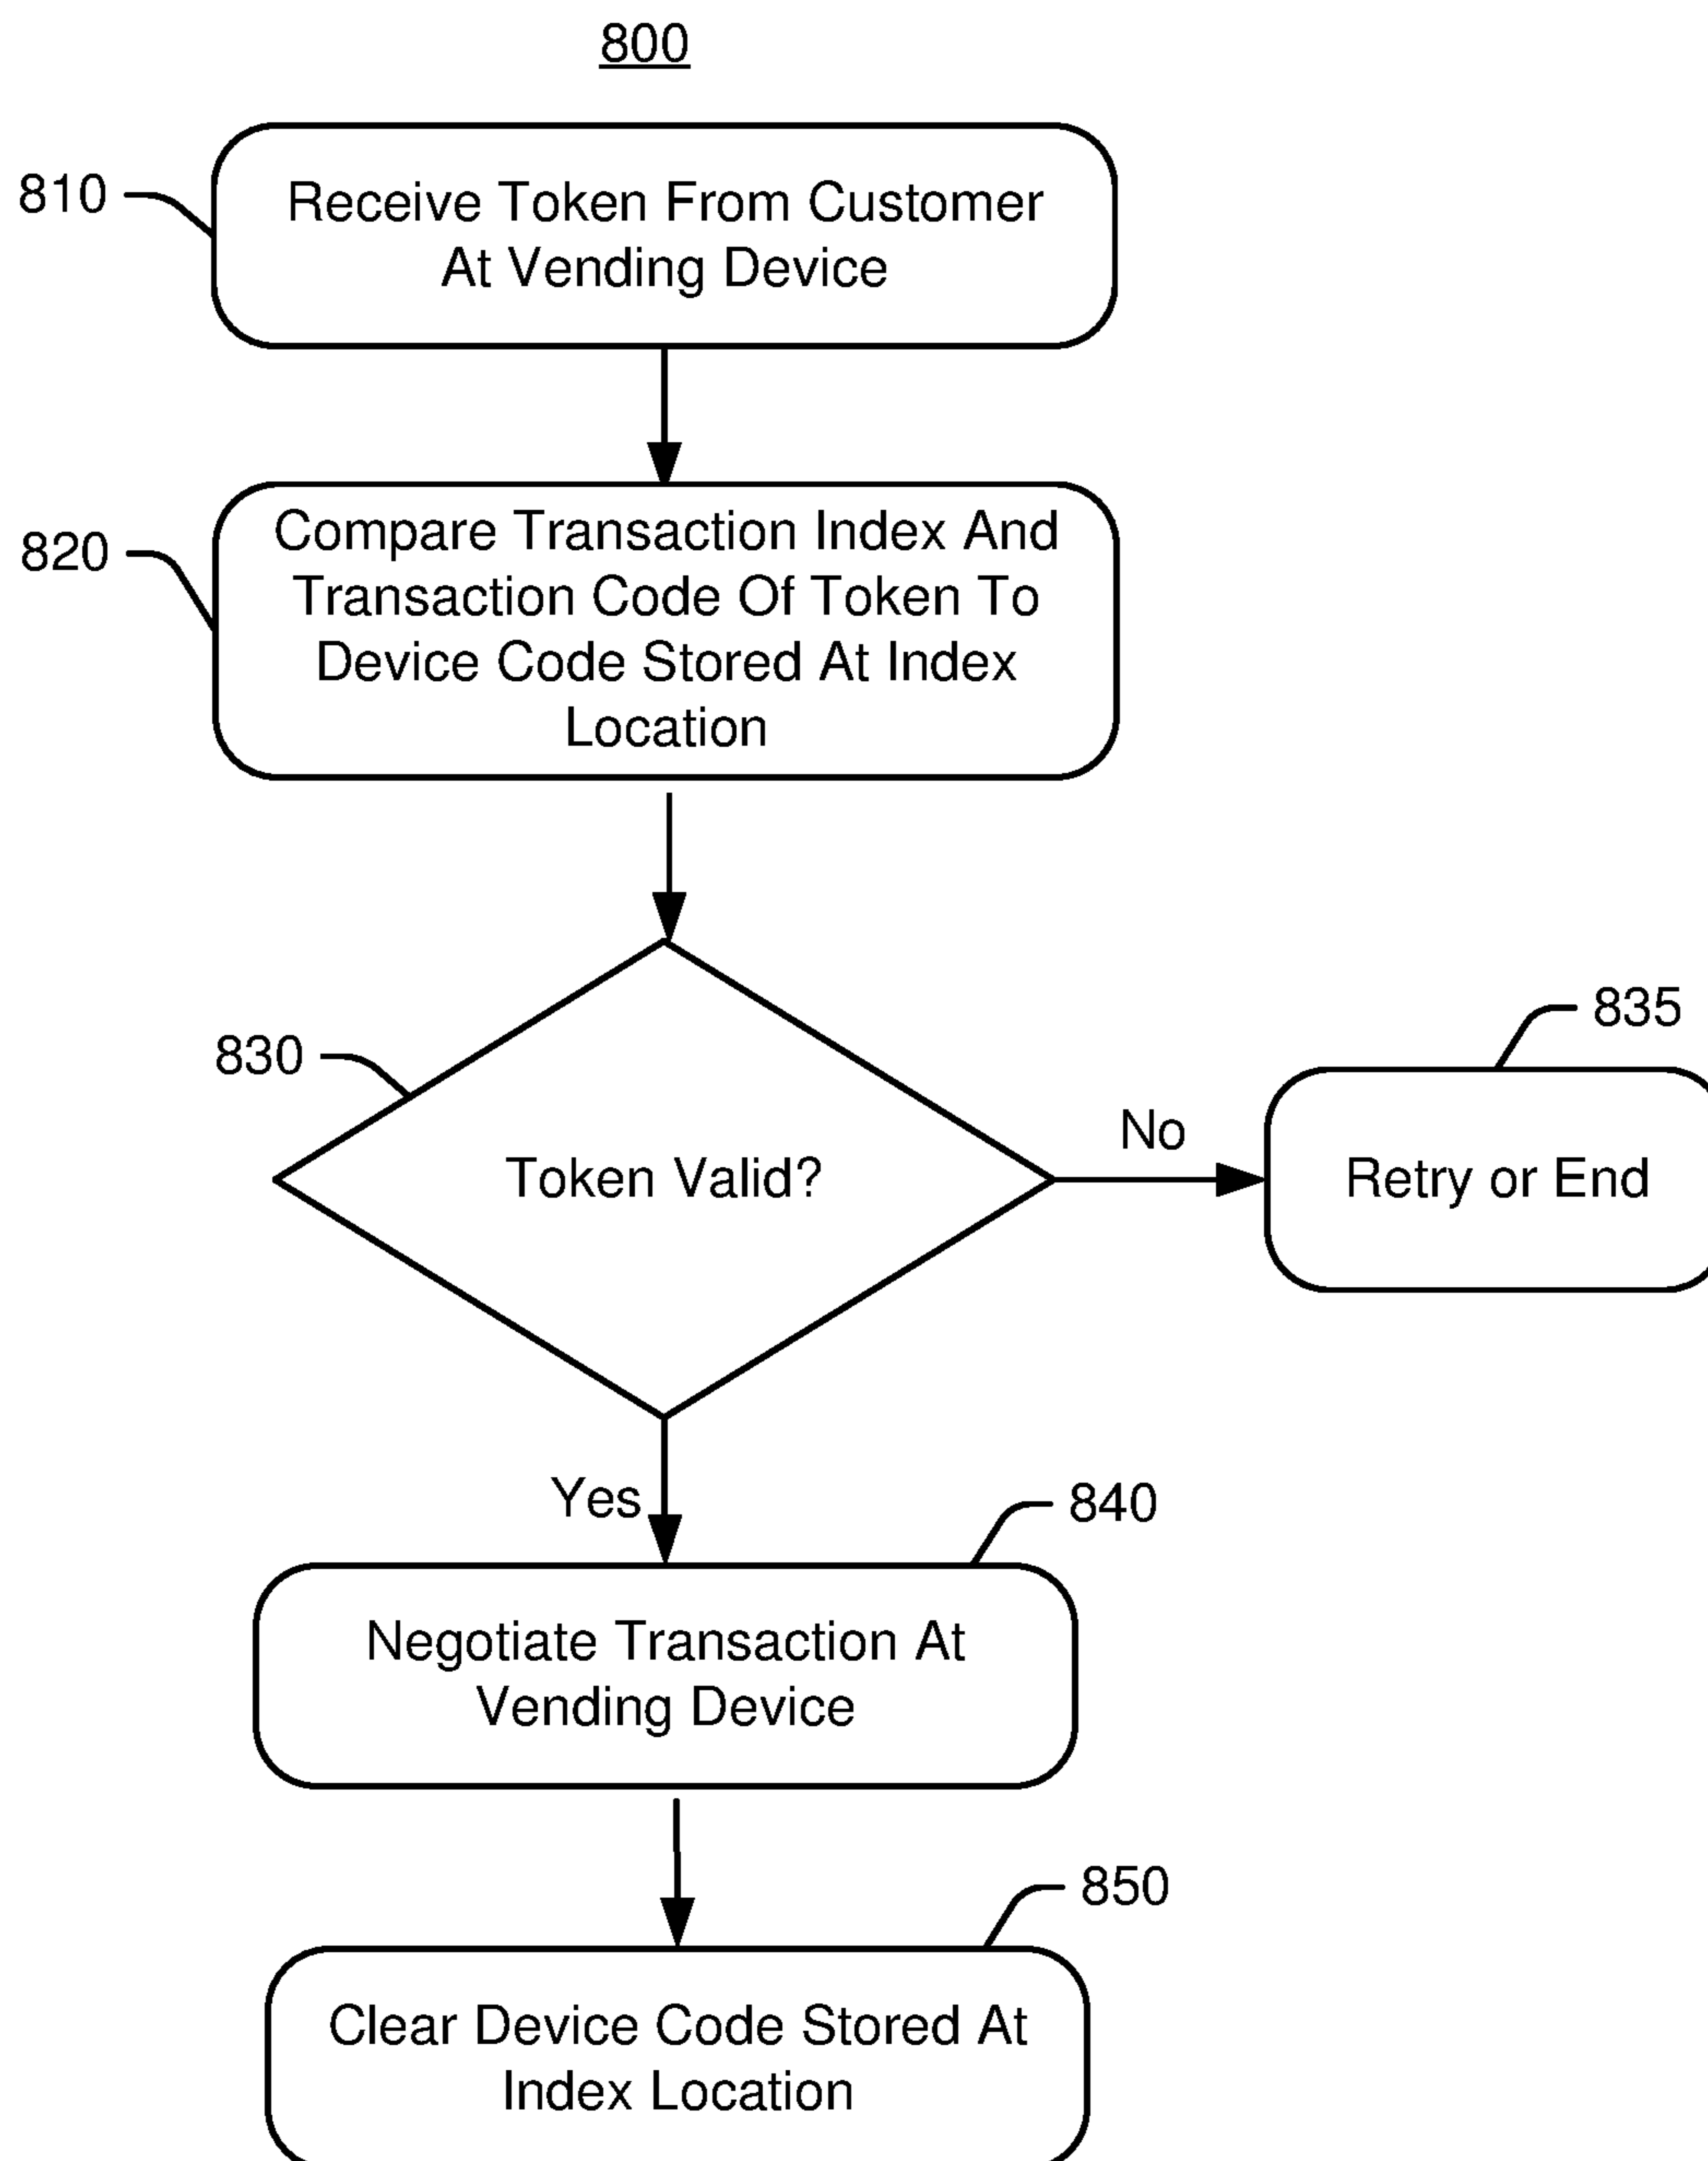 800
810
Receive Token From Customer
At Vending Device
820
Compare Transaction Index And
Transaction Code Of Token To
Device Code Stored At Index
Location
830
Token Valid?
No
835
Retry or End
Yes
840
Negotiate Transaction At
Vending Device
850
Clear Device Code Stored At
Index Location